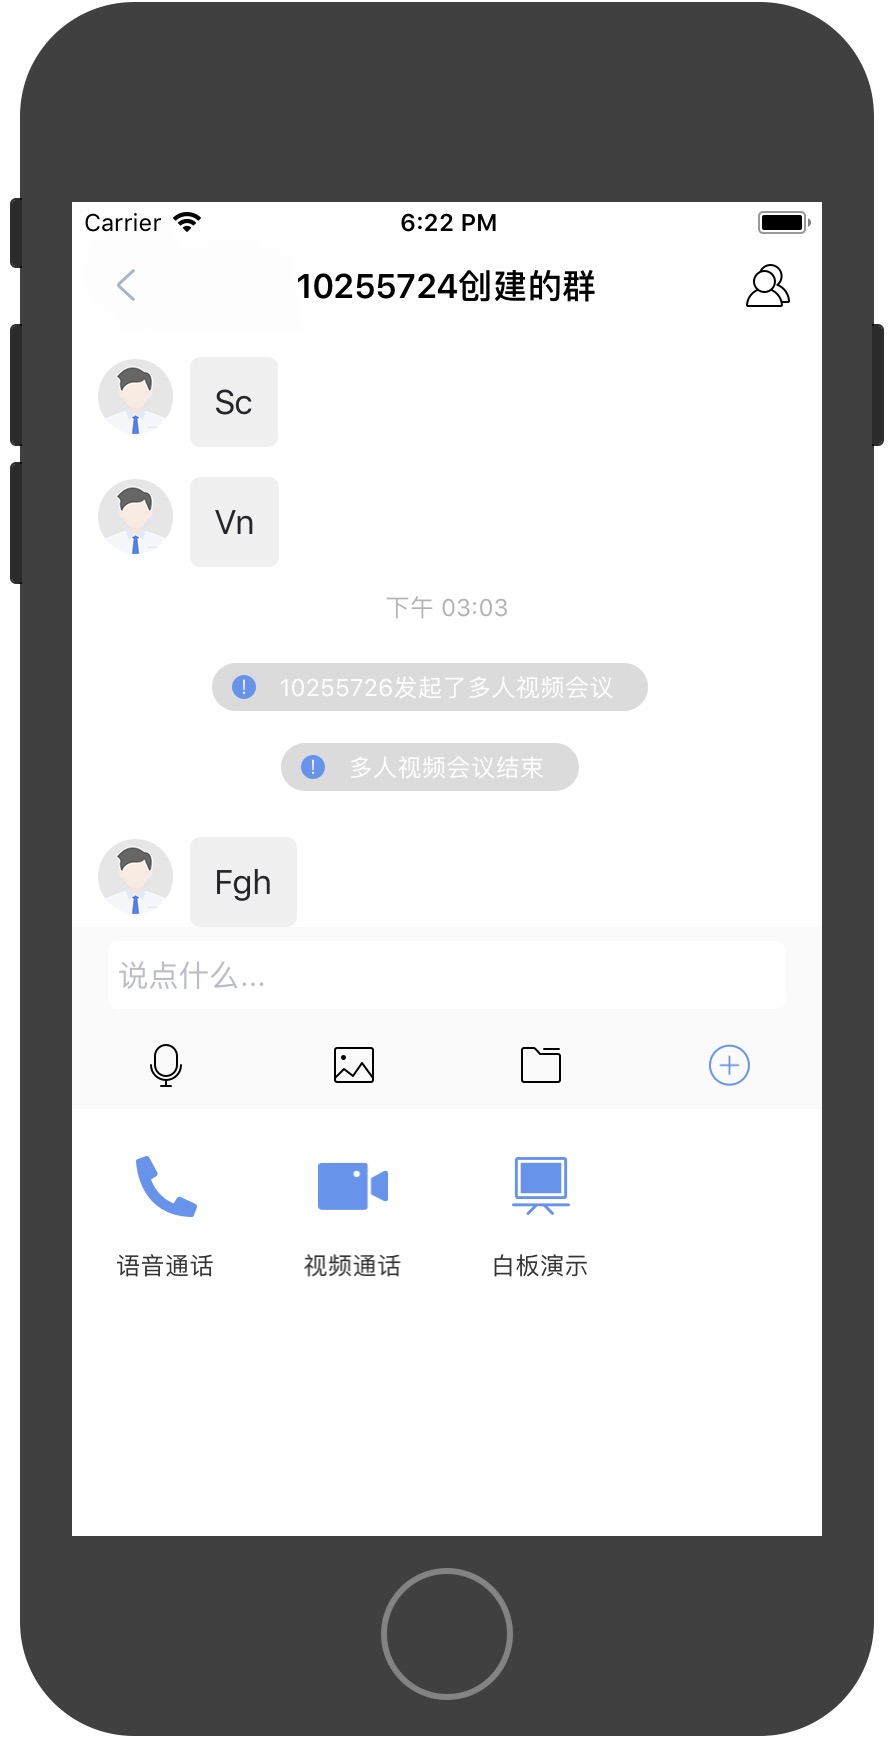 Carrier 6:22 PM
10255724创建的群
Sc
Vn
下午 03:03
10255726发起了多人视频会议
多人视频会议结束
Fgh
说点什么...
语音通话 视频通话 白板演示